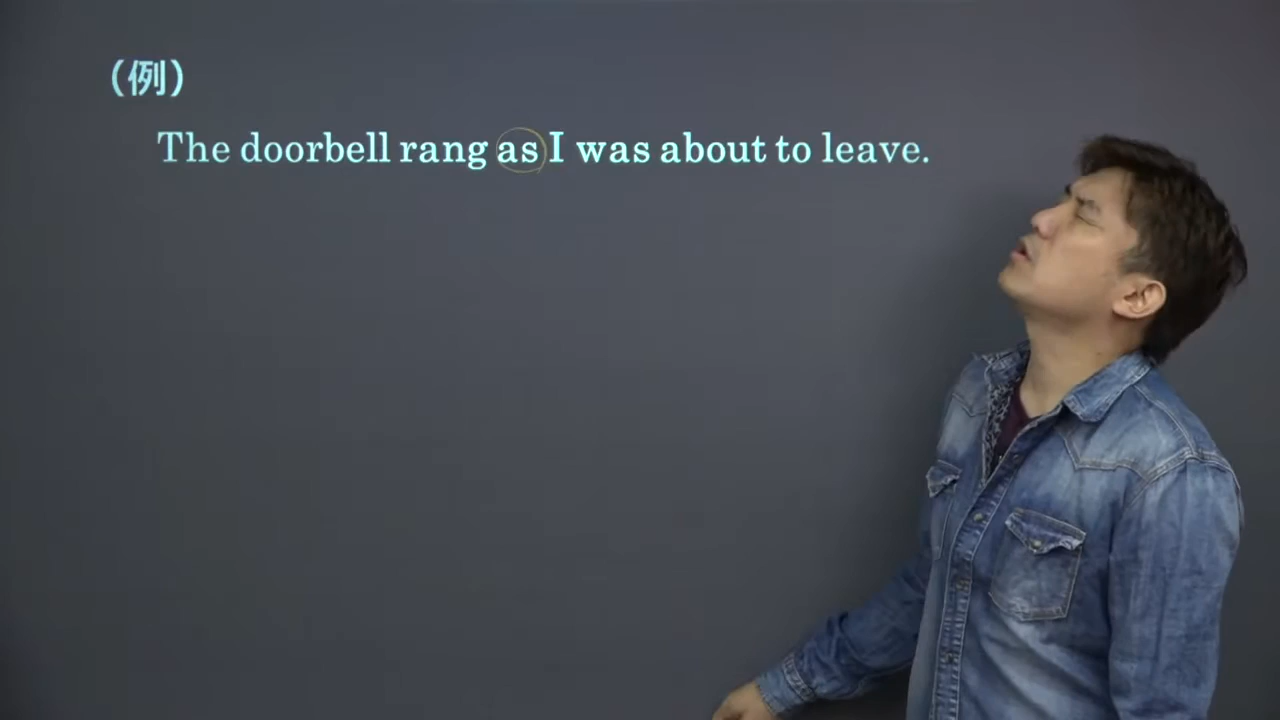 (例)
The doorbell rang as I was about to leave.